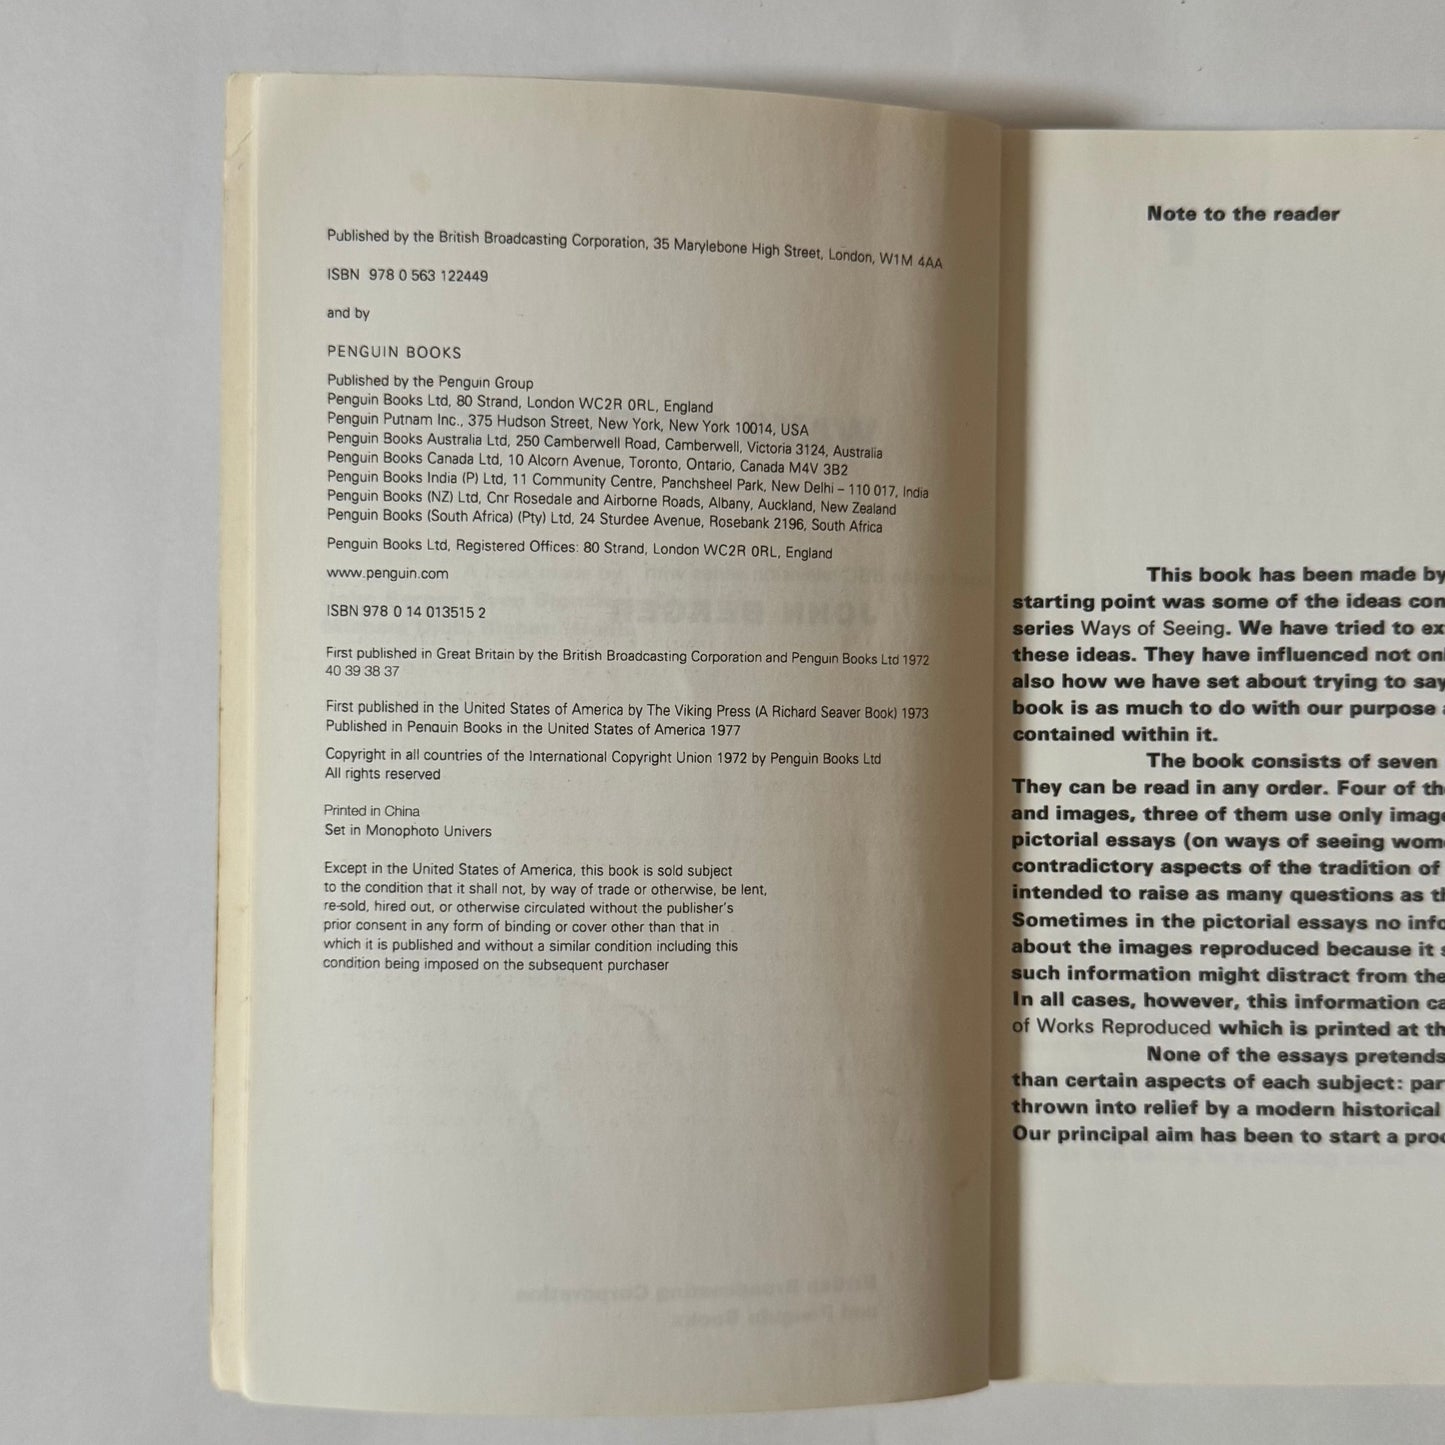 Published by the British Broadcasting Corporation, 35 Marylebone High Street, London, W1M 4AA
ISBN 978 0 563 122449
and by
PENGUIN BOOKS
Published by the Penguin Group
Penguin Books Ltd, 80 Strand, London WC2R 0RL, England
Penguin Putnam Inc., 375 Hudson Street, New York, New York 10014, USA
Penguin Books Australia Ltd, 250 Camberwell Road, Camberwell, Victoria 3124, Australia
Penguin Books Canada Ltd, 10 Alcorn Avenue, Toronto, Ontario, Canada M4V 3B2
Penguin Books India (P) Ltd, 11 Community Centre, Panchsheel Park, New Delhi – 110 017, India
Penguin Books (NZ) Ltd, Cnr Rosedale and Airborne Roads, Albany, Auckland, New Zealand
Penguin Books (South Africa) (Pty) Ltd, 24 Sturdee Avenue, Rosebank 2196, South Africa
Penguin Books Ltd, Registered Offices: 80 Strand, London WC2R 0RL, England
www.penguin.com
ISBN 978 0 14 013515 2
First published in Great Britain by the British Broadcasting Corporation and Penguin Books Ltd 1972
40 39 38 37
First published in the United States of America by The Viking Press (A Richard Seaver Book) 1973
Published in Penguin Books in the United States of America 1977
Copyright in all countries of the International Copyright Union 1972 by Penguin Books Ltd
All rights reserved
Printed in China
Set in Monophoto Univers
Except in the United States of America, this book is sold subject
to the condition that it shall not, by way of trade or otherwise, be lent,
re-sold, hired out, or otherwise circulated without the publisher's
prior consent in any form of binding or cover other than that in
which it is published and without a similar condition including this
condition being imposed on the subsequent purchaser
Note to the reader
This book has been made by
starting point was some of the ideas con
series Ways of Seeing. We have tried to ex
these ideas. They have influenced not onl
also how we have set about trying to say
book is as much to do with our purpose a
contained within it.
The book consists of seven
They can be read in any order. Four of th
and images, three of them use only image
pictorial essays (on ways of seeing wome
contradictory aspects of the tradition of
intended to raise as many questions as th
Sometimes in the pictorial essays no info
about the images reproduced because it s
such information might distract from the
In all cases, however, this information ca
of Works Reproduced which is printed at th
None of the essays pretends
than certain aspects of each subject: par
thrown into relief by a modern historical
Our principal aim has been to start a proc